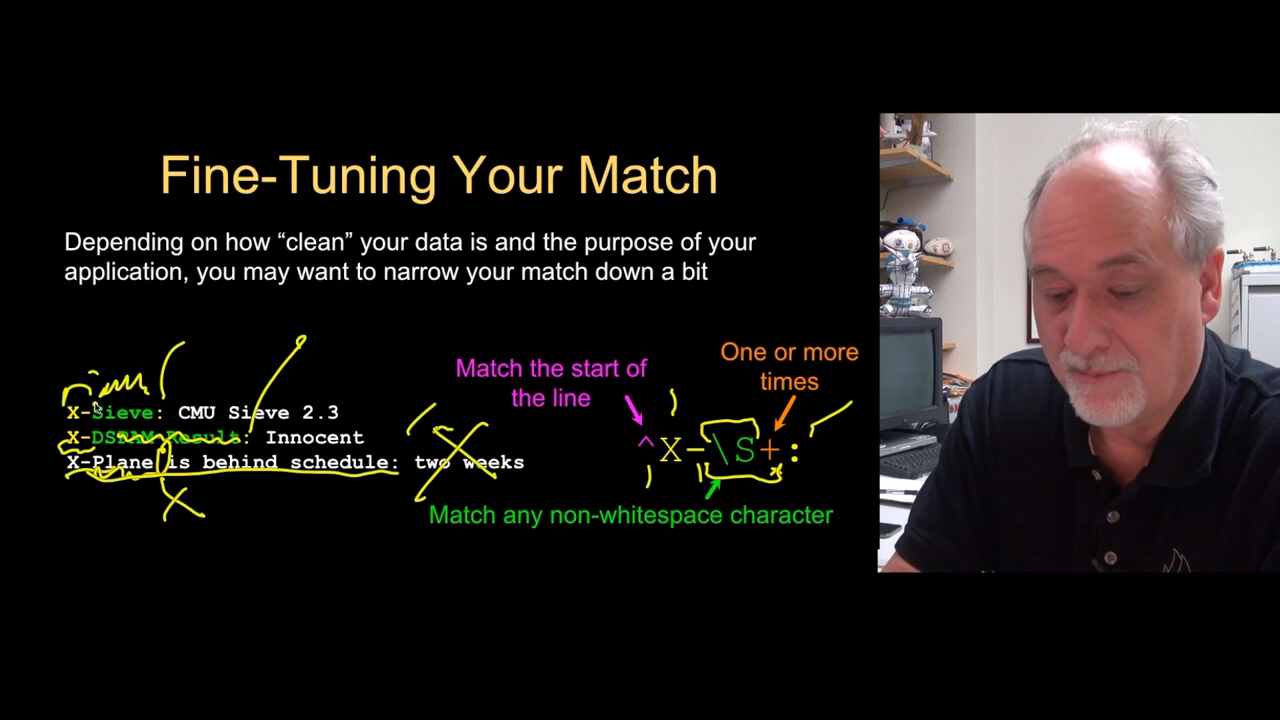 Fine-Tuning Your Match
Depending on how “clean” your data is and the purpose of your
application, you may want to narrow your match down a bit
Match the start of
the line
One or more
times
X-Sieve: CMU Sieve 2.3
X-DSPAM-Result: Innocent
X-Plane is behind schedule: two weeks
^X-\S+:
Match any non-whitespace character